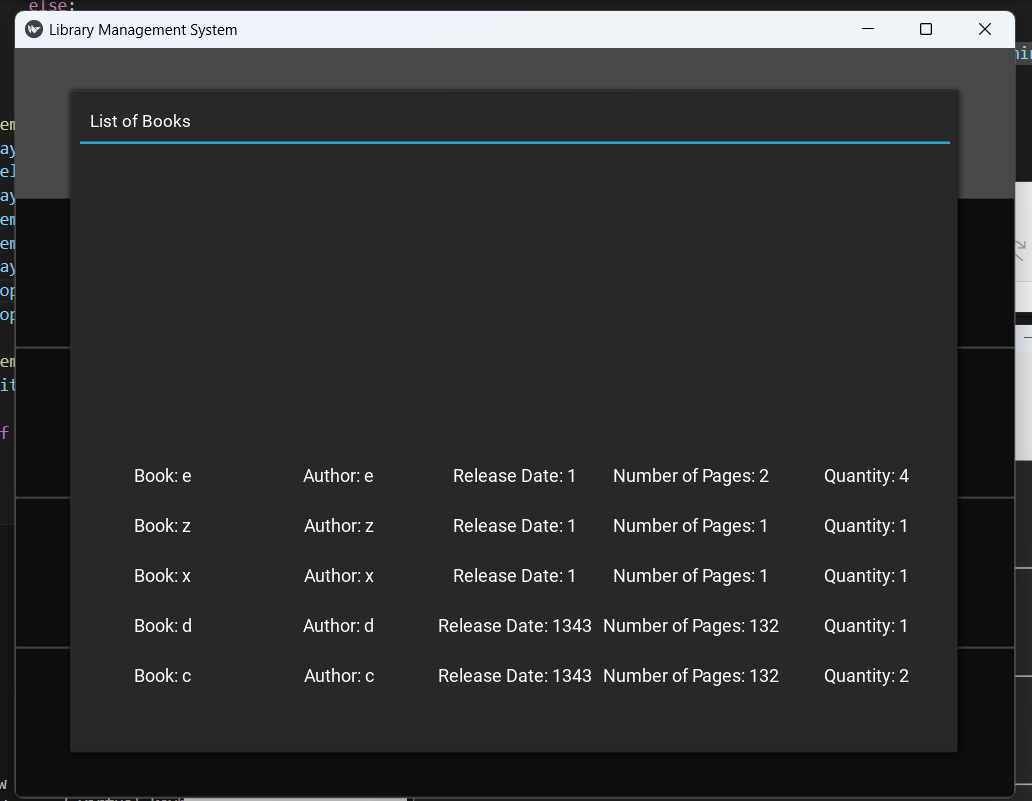 else:
Library Management System
List of Books
Book: e Author: e Release Date: 1 Number of Pages: 2 Quantity: 4
Book: z Author: z Release Date: 1 Number of Pages: 1 Quantity: 1
Book: x Author: x Release Date: 1 Number of Pages: 1 Quantity: 1
Book: d Author: d Release Date: 1343 Number of Pages: 132 Quantity: 1
Book: c Author: c Release Date: 1343 Number of Pages: 132 Quantity: 2